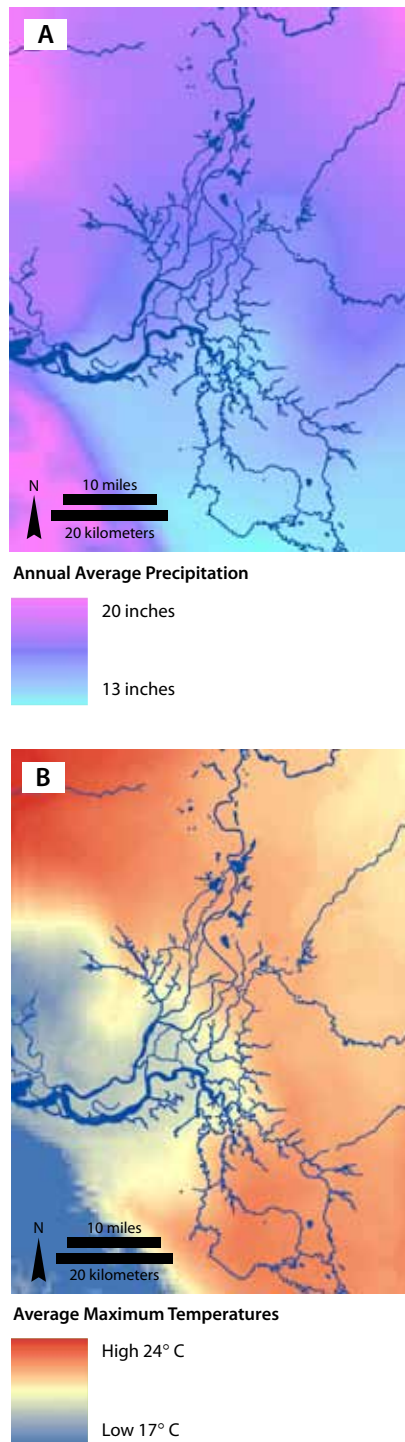 A
N
10 miles
20 kilometers
Annual Average Precipitation
20 inches
13 inches
B
N
10 miles
20 kilometers
Average Maximum Temperatures
High 24° C
Low 17° C